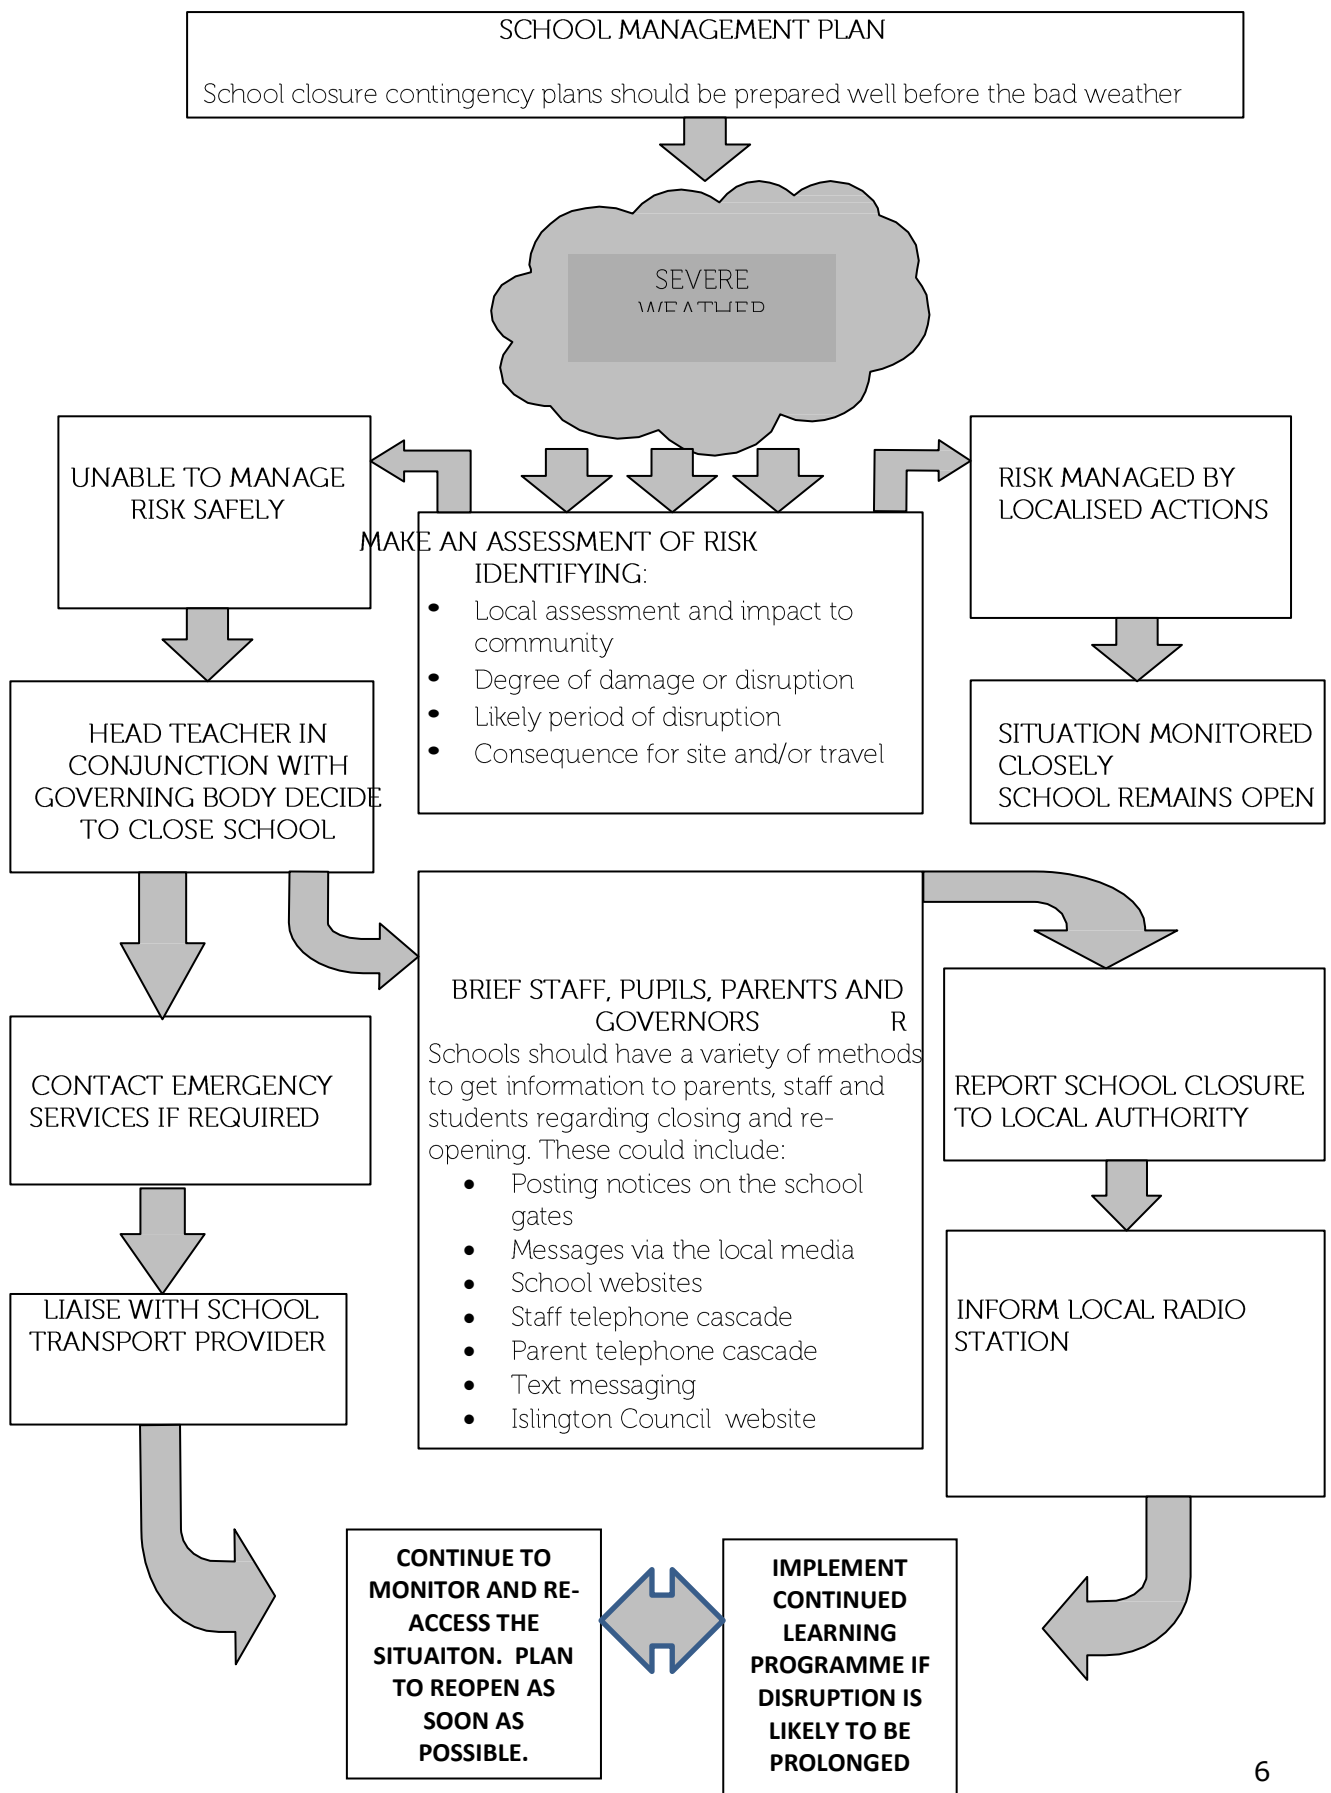 SCHOOL MANAGEMENT PLAN
School closure contingency plans should be prepared well before the bad weather
SEVERE
WEATHER
UNABLE TO MANAGE
RISK SAFELY
MAKE AN ASSESSMENT OF RISK
IDENTIFYING:
• Local assessment and impact to
community
• Degree of damage or disruption
• Likely period of disruption
• Consequence for site and/or travel
RISK MANAGED BY
LOCALISED ACTIONS
HEAD TEACHER IN
CONJUNCTION WITH
GOVERNING BODY DECIDE
TO CLOSE SCHOOL
SITUATION MONITORED
CLOSELY
SCHOOL REMAINS OPEN
BRIEF STAFF, PUPILS, PARENTS AND
GOVERNORS R
Schools should have a variety of methods
to get information to parents, staff and
students regarding closing and re-
opening. These could include:
• Posting notices on the school
gates
• Messages via the local media
• School websites
• Staff telephone cascade
• Parent telephone cascade
• Text messaging
• Islington Council website
CONTACT EMERGENCY
SERVICES IF REQUIRED
REPORT SCHOOL CLOSURE
TO LOCAL AUTHORITY
LIAISE WITH SCHOOL
TRANSPORT PROVIDER
INFORM LOCAL RADIO
STATION
CONTINUE TO
MONITOR AND RE-
ACCESS THE
SITUAITON. PLAN
TO REOPEN AS
SOON AS
POSSIBLE.
IMPLEMENT
CONTINUED
LEARNING
PROGRAMME IF
DISRUPTION IS
LIKELY TO BE
PROLONGED
6